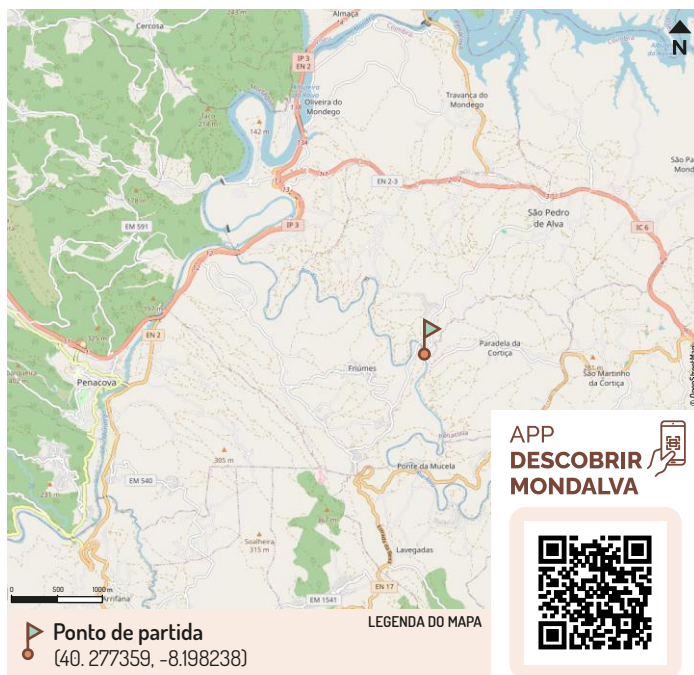 Cercosa
Almaça
Coimbra
N
IP 3
EN 2
Oliveira do
Mondego
142 m
Travanca do
Mondego
EN 2-3
São Pedro
de Alva
EM 591
IP 3
IC 6
EN 2
Penacova
Friúmes
Paradela da
Cortiça
São Martinho
da Cortiça
© OpenStreetMap
305 m
EM 540
Ponte da Mucela
Soalheira
315 m
Lavegadas
EN 17
EM 1541
Arrifana
0 500 1000 m
APP
DESCOBRIR
MONDALVA
LEGENDA DO MAPA
Ponto de partida
(40. 277359, -8.198238)